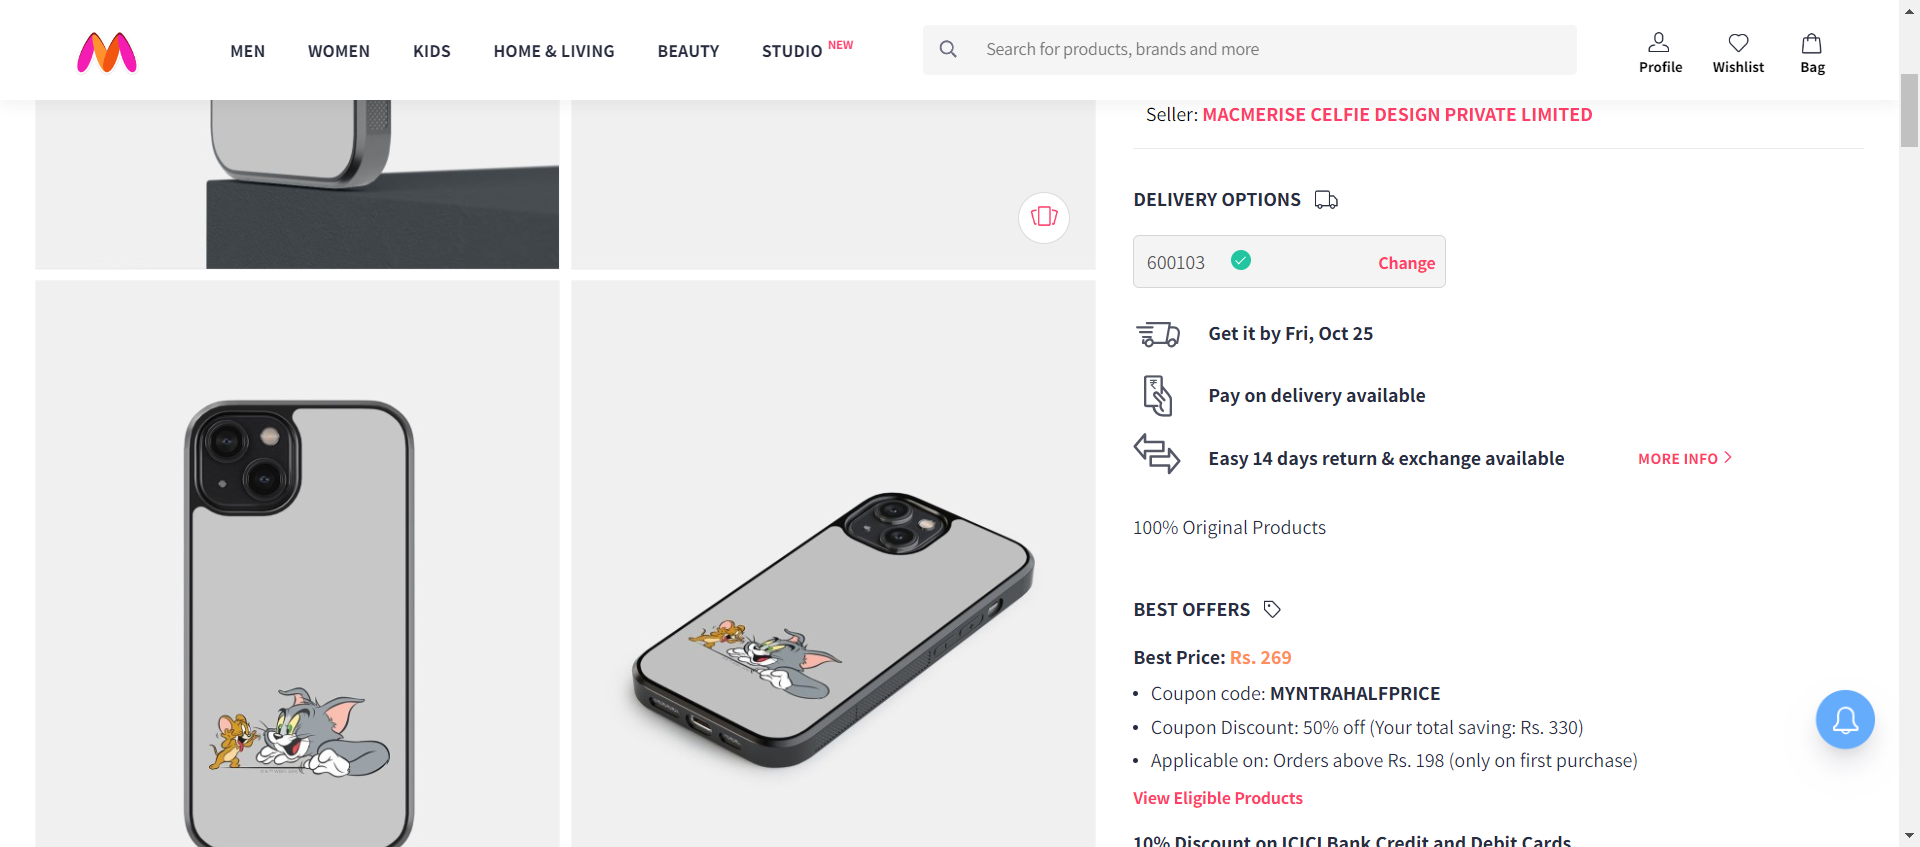 MEN
WOMEN
KIDS
HOME & LIVING
BEAUTY
STUDIO NEW
Search for products, brands and more
Profile
Wishlist
Bag
Seller: MACMERISE CELFIE DESIGN PRIVATE LIMITED
DELIVERY OPTIONS
600103
Change
Get it by Fri, Oct 25
Pay on delivery available
Easy 14 days return & exchange available
MORE INFO >
100% Original Products
BEST OFFERS
Best Price: Rs. 269
• Coupon code: MYNTRAHALFPRICE
• Coupon Discount: 50% off (Your total saving: Rs. 330)
• Applicable on: Orders above Rs. 198 (only on first purchase)
View Eligible Products
10% Discount on ICICI Bank Credit and Debit Cards